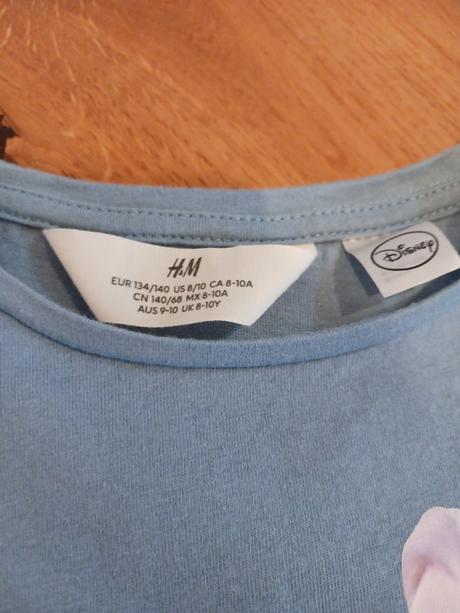 H&M
EUR 134/140 US 8/10 CA 8-10A
CN 140/68 MX 8-10A
AUS 9-10 UK 8-10Y
Disney